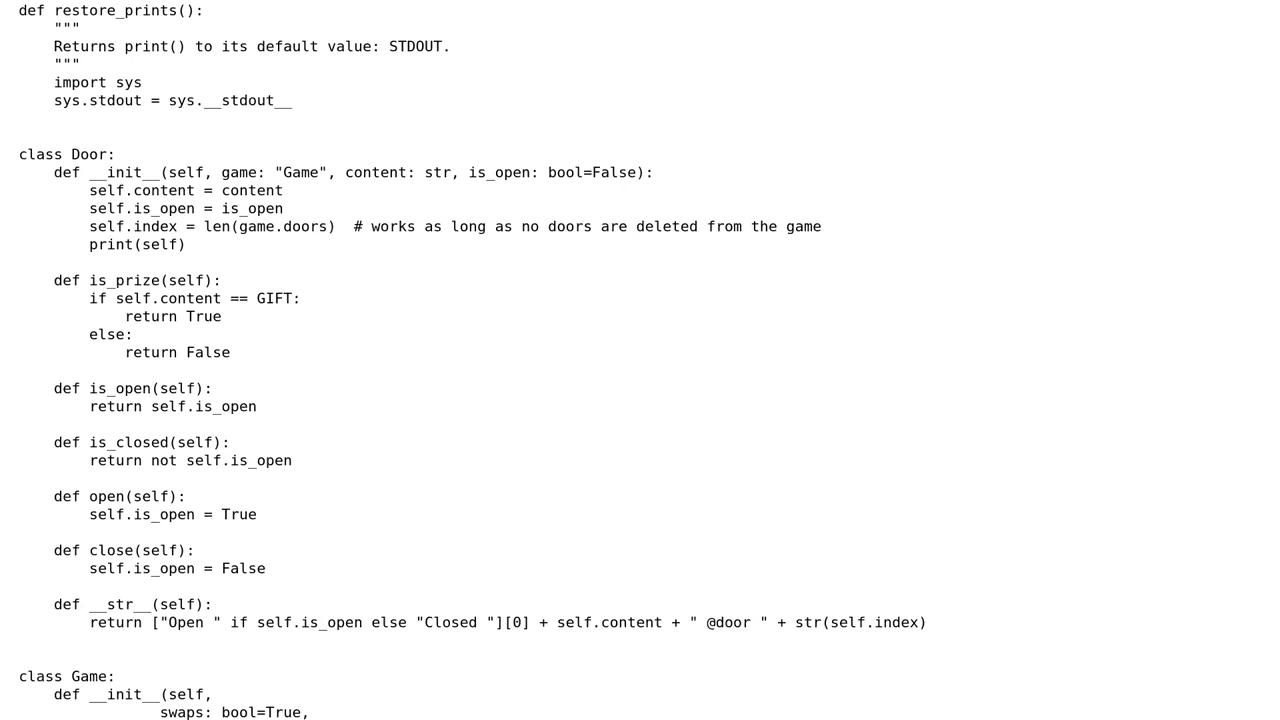 def restore_prints():
    """
    Returns print() to its default value: STDOUT.
    """
    import sys
    sys.stdout = sys.__stdout__


class Door:
    def __init__(self, game: "Game", content: str, is_open: bool=False):
        self.content = content
        self.is_open = is_open
        self.index = len(game.doors)  # works as long as no doors are deleted from the game
        print(self)

    def is_prize(self):
        if self.content == GIFT:
            return True
        else:
            return False

    def is_open(self):
        return self.is_open

    def is_closed(self):
        return not self.is_open

    def open(self):
        self.is_open = True

    def close(self):
        self.is_open = False

    def __str__(self):
        return ["Open " if self.is_open else "Closed "][0] + self.content + " @door " + str(self.index)


class Game:
    def __init__(self,
                swaps: bool=True,